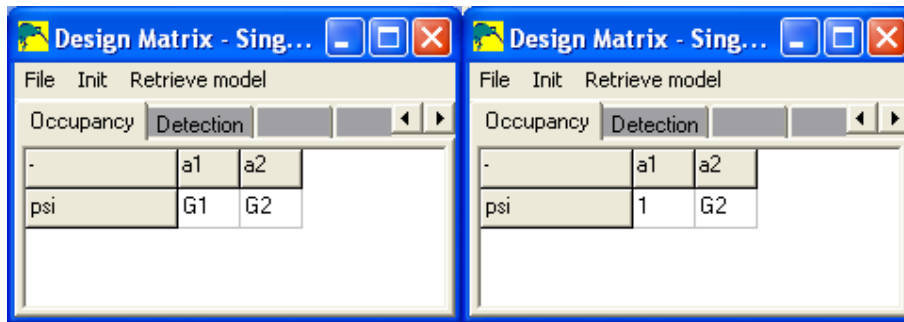 Design Matrix - Sing...
File Init Retrieve model
Occupancy Detection
- a1 a2
psi G1 G2
Design Matrix - Sing...
File Init Retrieve model
Occupancy Detection
- a1 a2
psi 1 G2